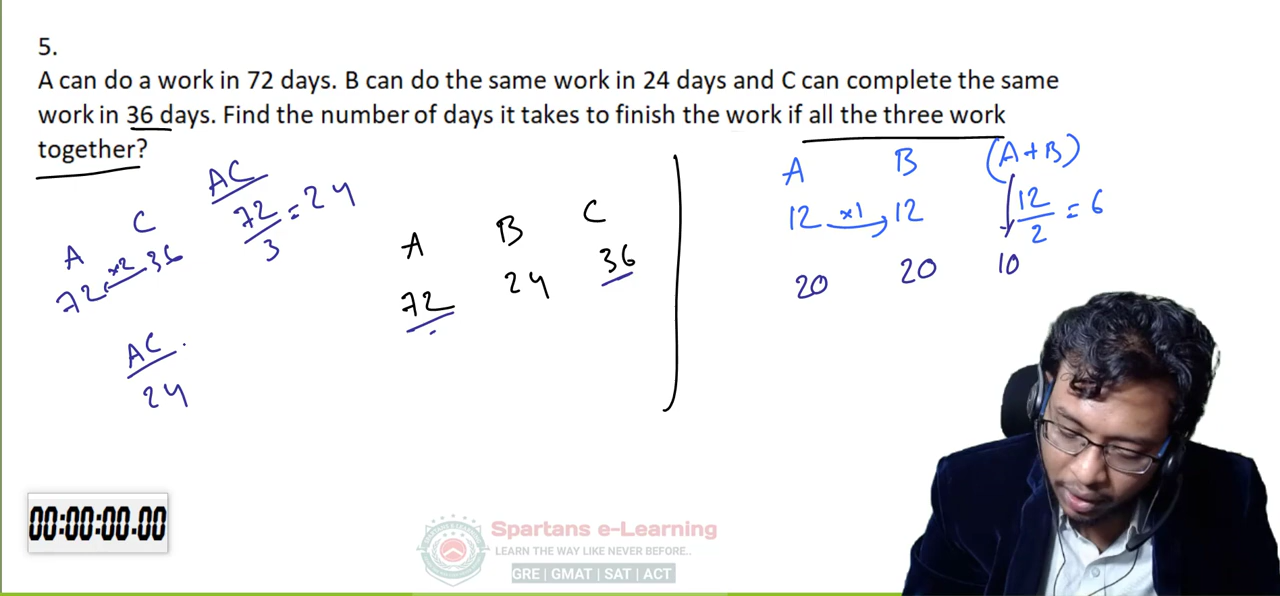 5.
A can do a work in 72 days. B can do the same work in 24 days and C can complete the same
work in 36 days. Find the number of days it takes to finish the work if all the three work
together?
AC
72 = 24
3
A C
72 ×2 36
AC
24
A B C
72 24 36
A B (A+B)
12 ×1 12 12 = 6
2
20 20 10
00:00:00.00
Spartans e-Learning
LEARN THE WAY LIKE NEVER BEFORE..
GRE | GMAT | SAT | ACT